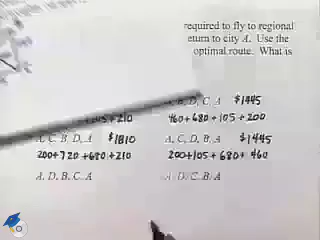 required to fly to regional
eturn to city A. Use the
optimal route. What is
B, D, C, A $1445
105 + 210 460 + 680 + 105 + 200
A, C, B, D, A $1810 A, C, D, B, A $1445
200 + 720 + 680 + 210 200 + 105 + 680 + 460
A, D, B, C, A A, D, C, B, A